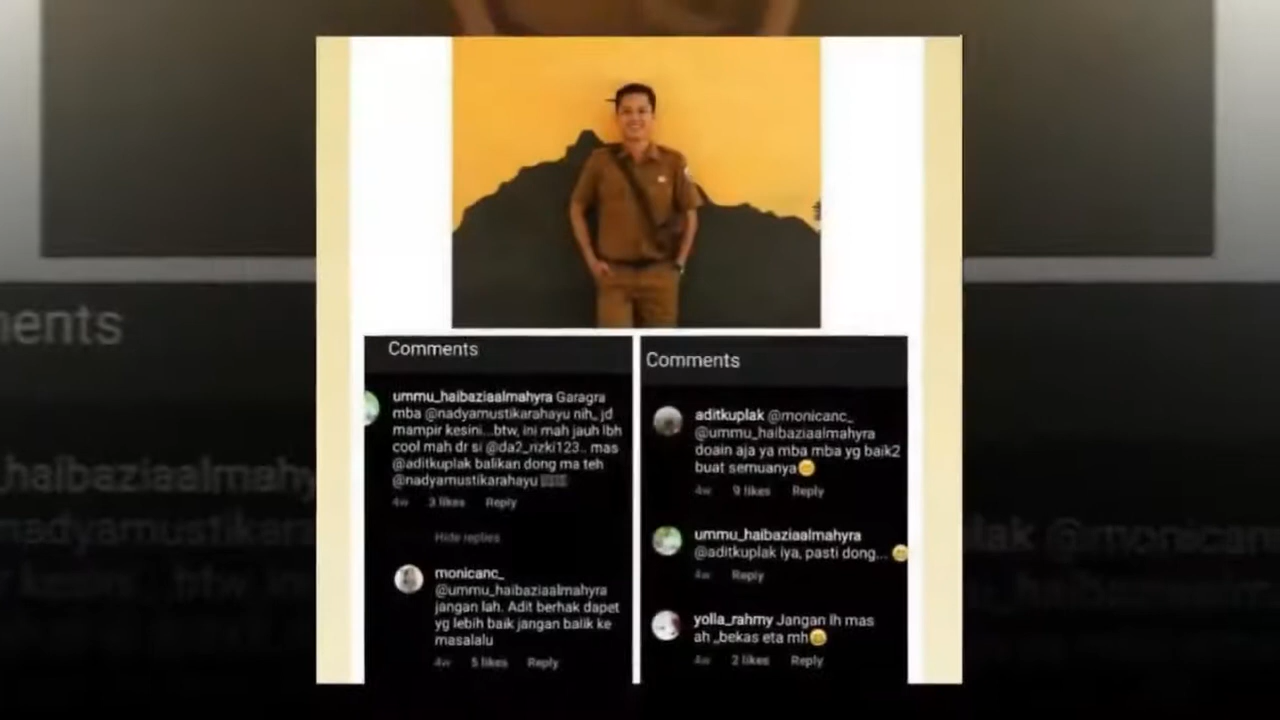 Comments
ummu_haibaziaalmahyra Garagra
mba @nadyamustikarahayu nih,, jd
mampir kesini...btw, ini mah jauh lbh
cool mah dr si @da2_rizki123.. mas
@aditkuplak balikan dong ma teh
@nadyamustikarahayu
4w 3 likes Reply
Hide replies
monicanc_
@ummu_haibaziaalmahyra
jangan lah. Adit berhak dapet
yg lebih baik jangan balik ke
masalalu
4w 5 likes Reply
Comments
aditkuplak @monicanc_
@ummu_haibaziaalmahyra
doain aja ya mba mba yg baik2
buat semuanya😊
4w 9 likes Reply
ummu_haibaziaalmahyra
@aditkuplak iya, pasti dong...
4w Reply
yolla_rahmy Jangan lh mas
ah ,,bekas eta mh
4w 2 likes Reply